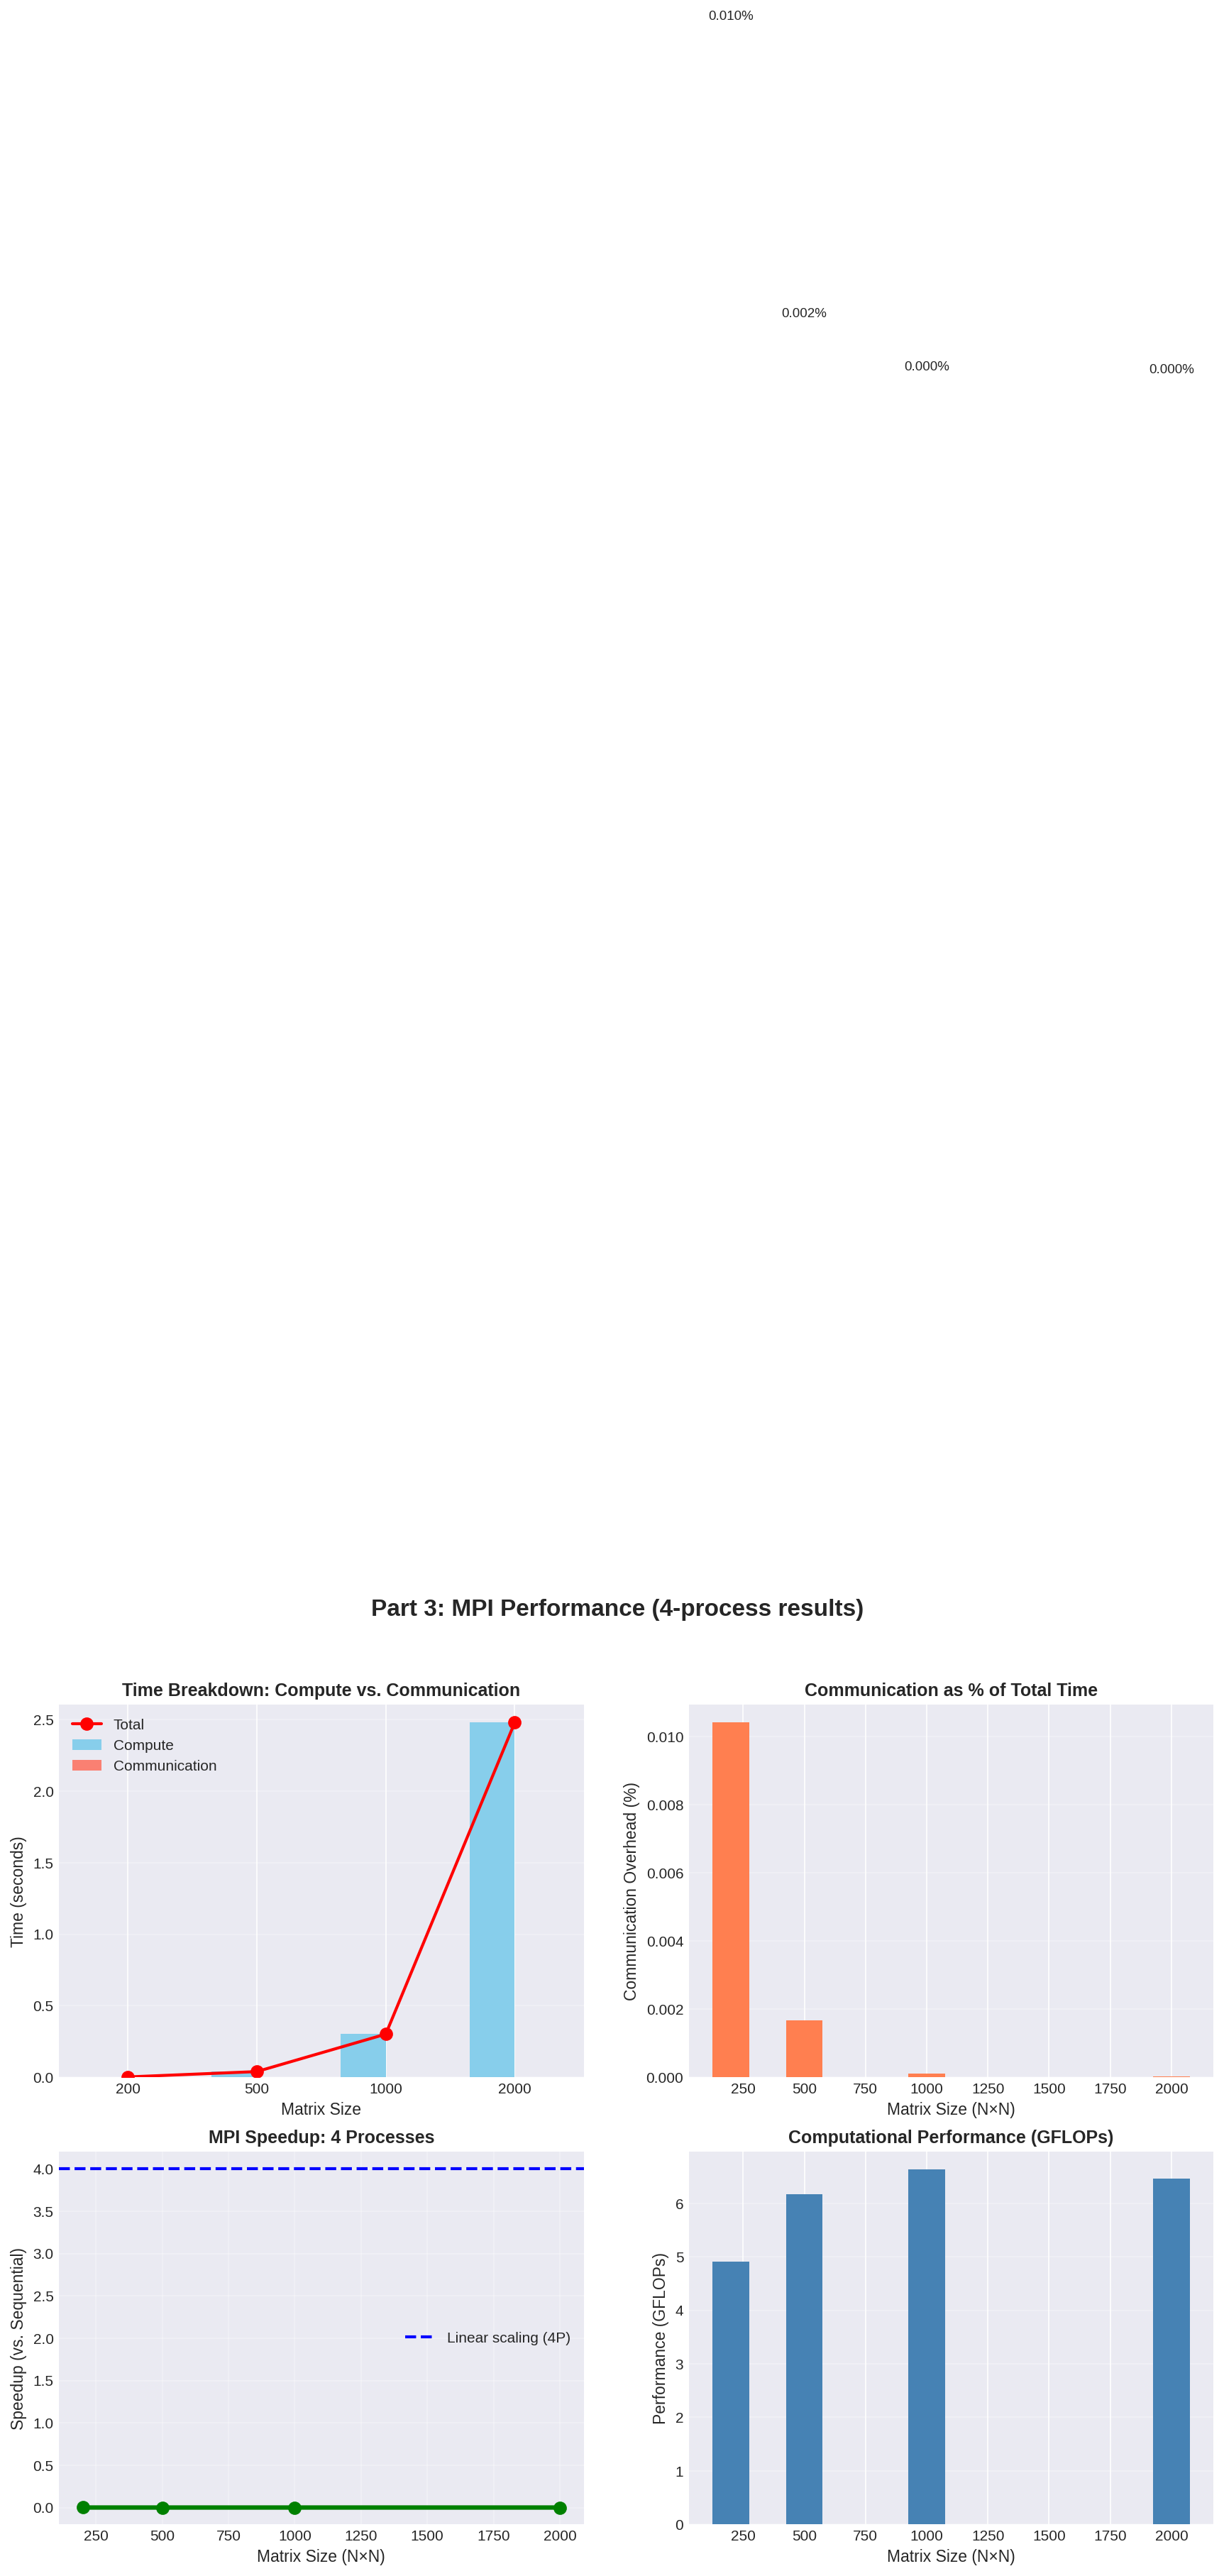 0.010%
0.002%
0.000%
0.000%
Part 3: MPI Performance (4-process results)
Time Breakdown: Compute vs. Communication
Total
Compute
Communication
Time (seconds)
2.5
2.0
1.5
1.0
0.5
0.0
200 500 1000 2000
Matrix Size
Communication as % of Total Time
Communication Overhead (%)
0.010
0.008
0.006
0.004
0.002
0.000
250 500 750 1000 1250 1500 1750 2000
Matrix Size (N×N)
MPI Speedup: 4 Processes
Speedup (vs. Sequential)
4.0
3.5
3.0
2.5
2.0
1.5
1.0
0.5
0.0
Linear scaling (4P)
250 500 750 1000 1250 1500 1750 2000
Matrix Size (N×N)
Computational Performance (GFLOPs)
Performance (GFLOPs)
6
5
4
3
2
1
0
250 500 750 1000 1250 1500 1750 2000
Matrix Size (N×N)